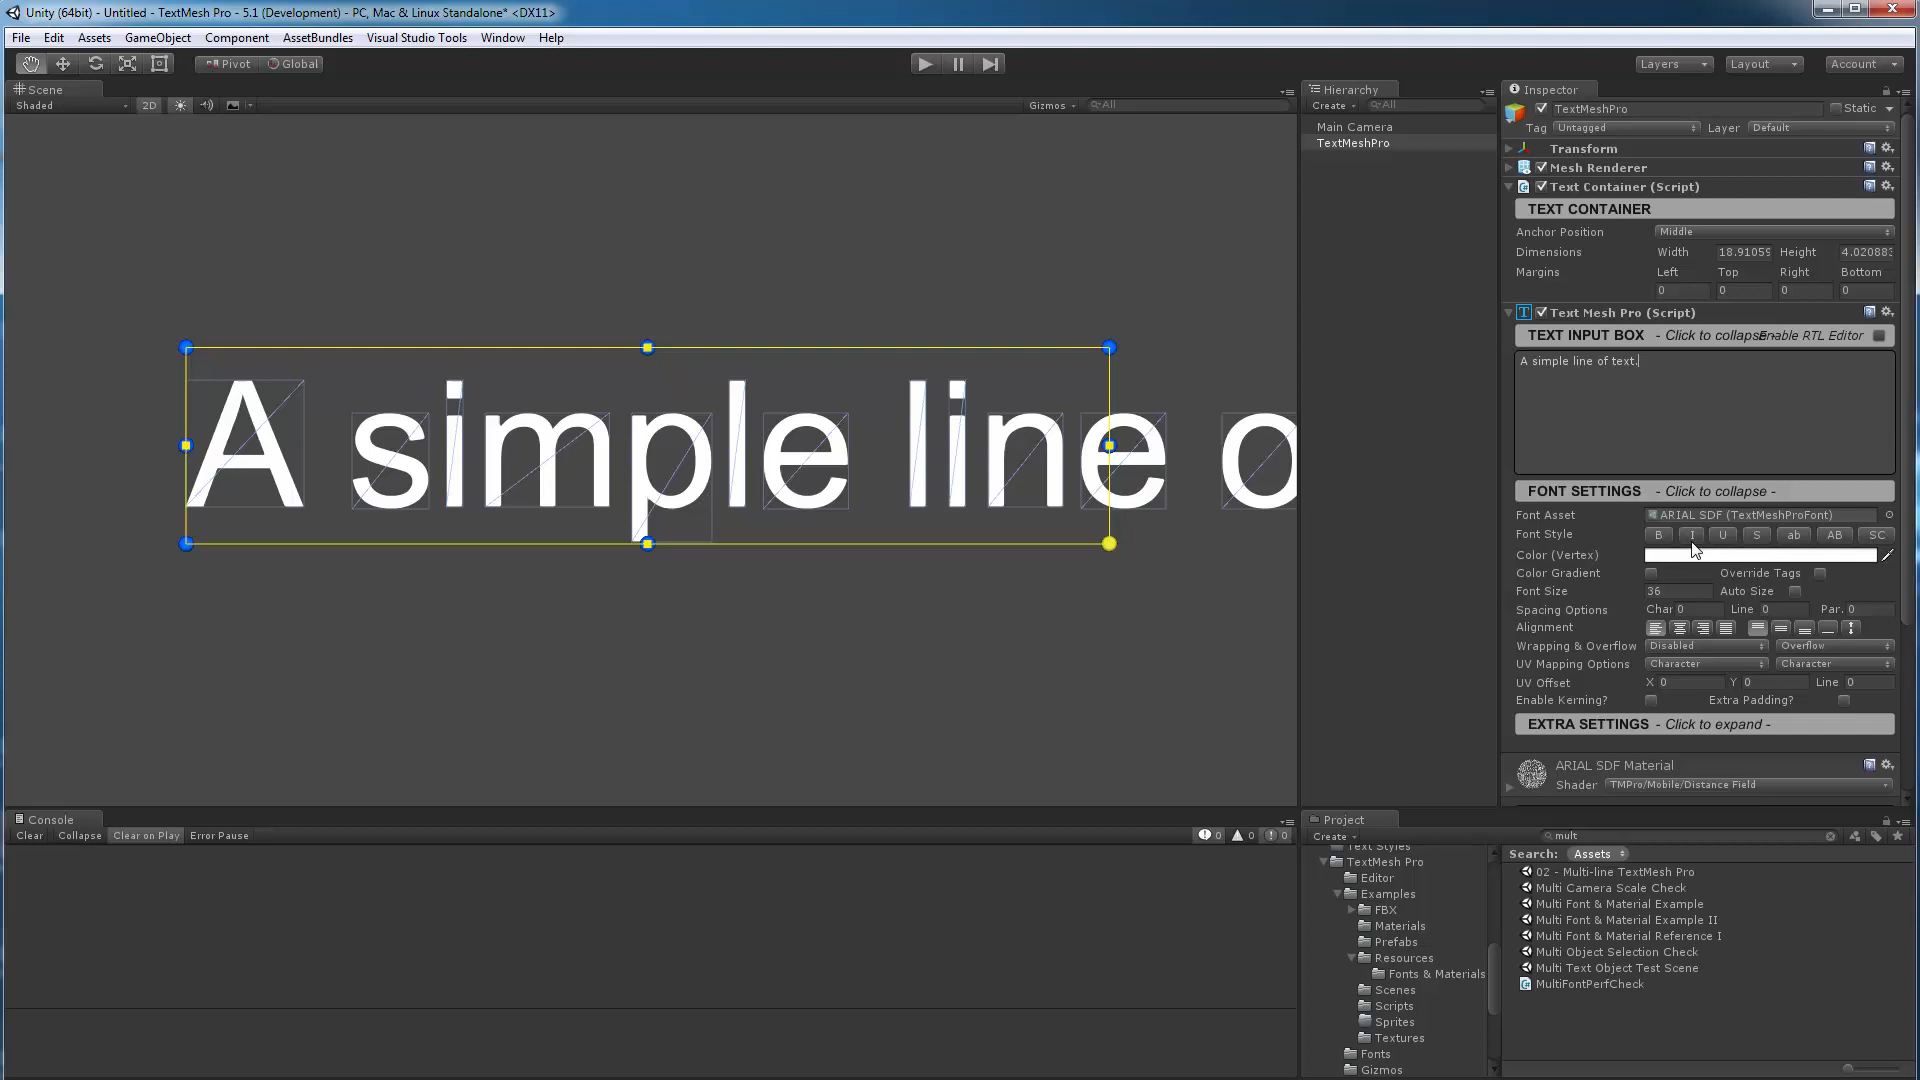 Unity (64bit) - Untitled - TextMesh Pro - 5.1 (Development) - PC, Mac & Linux Standalone* <DX11>
File Edit Assets GameObject Component AssetBundles Visual Studio Tools Window Help
Pivot Global Layers Layout Account
Scene
Shaded 2D Gizmos All
A simple line o
Console
Clear Collapse Clear on Play Error Pause 0 0 0
Hierarchy
Create All
Main Camera
TextMeshPro
Inspector
TextMeshPro Static
Tag Untagged Layer Default
Transform
Mesh Renderer
Text Container (Script)
TEXT CONTAINER
Anchor Position Middle
Dimensions Width 18.91059 Height 4.020883
Margins Left Top Right Bottom
0 0 0 0
Text Mesh Pro (Script)
TEXT INPUT BOX - Click to collapse - Enable RTL Editor
A simple line of text.
FONT SETTINGS - Click to collapse -
Font Asset ARIAL SDF (TextMeshProFont)
Font Style B I U S ab AB SC
Color (Vertex)
Color Gradient Override Tags
Font Size 36 Auto Size
Spacing Options Char 0 Line 0 Par. 0
Alignment
Wrapping & Overflow Disabled Overflow
UV Mapping Options Character Character
UV Offset X 0 Y 0 Line 0
Enable Kerning? Extra Padding?
EXTRA SETTINGS - Click to expand -
ARIAL SDF Material
Shader TMPro/Mobile/Distance Field
Project
Create mult
Text Styles
TextMesh Pro
Editor
Examples
FBX
Materials
Prefabs
Resources
Fonts & Materials
Scenes
Scripts
Sprites
Textures
Fonts
Gizmos
Search: Assets
02 - Multi-line TextMesh Pro
Multi Camera Scale Check
Multi Font & Material Example
Multi Font & Material Example II
Multi Font & Material Reference I
Multi Object Selection Check
Multi Text Object Test Scene
MultiFontPerfCheck